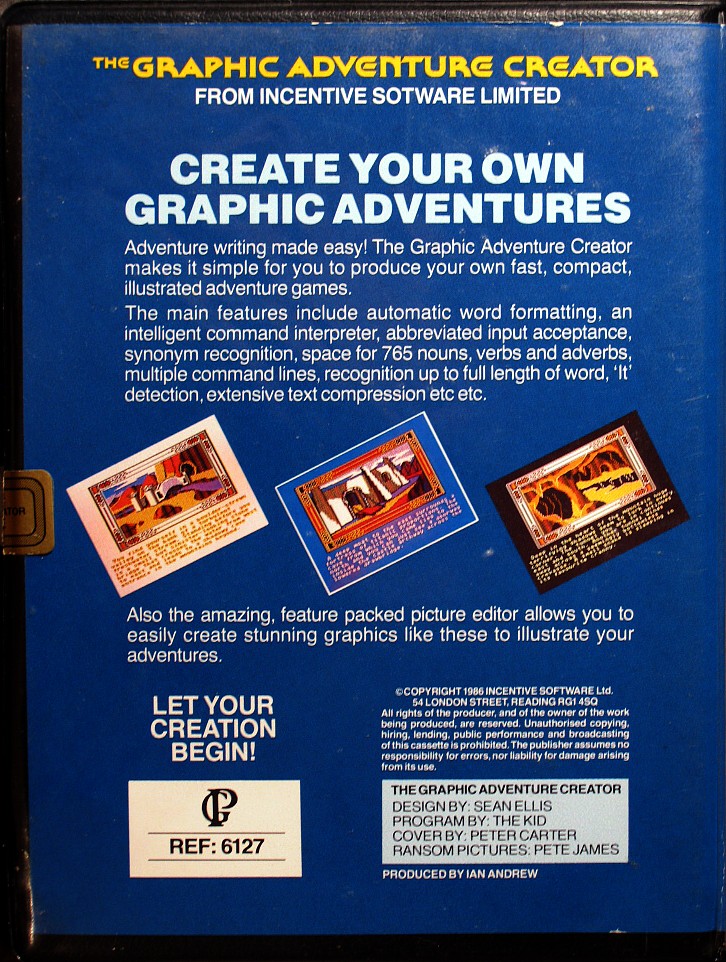 THE GRAPHIC ADVENTURE CREATOR
FROM INCENTIVE SOTWARE LIMITED
CREATE YOUR OWN
GRAPHIC ADVENTURES
Adventure writing made easy! The Graphic Adventure Creator
makes it simple for you to produce your own fast, compact,
illustrated adventure games.
The main features include automatic word formatting, an
intelligent command interpreter, abbreviated input acceptance,
synonym recognition, space for 765 nouns, verbs and adverbs,
multiple command lines, recognition up to full length of word, 'It'
detection, extensive text compression etc etc.
Also the amazing, feature packed picture editor allows you to
easily create stunning graphics like these to illustrate your
adventures.
LET YOUR
CREATION
BEGIN!
GP
REF: 6127
©COPYRIGHT 1986 INCENTIVE SOFTWARE Ltd.
54 LONDON STREET, READING RG1 4SQ
All rights of the producer, and of the owner of the work
being produced, are reserved. Unauthorised copying,
hiring, lending, public performance and broadcasting
of this cassette is prohibited. The publisher assumes no
responsibility for errors, nor liability for damage arising
from its use.
THE GRAPHIC ADVENTURE CREATOR
DESIGN BY: SEAN ELLIS
PROGRAM BY: THE KID
COVER BY: PETER CARTER
RANSOM PICTURES: PETE JAMES
PRODUCED BY IAN ANDREW